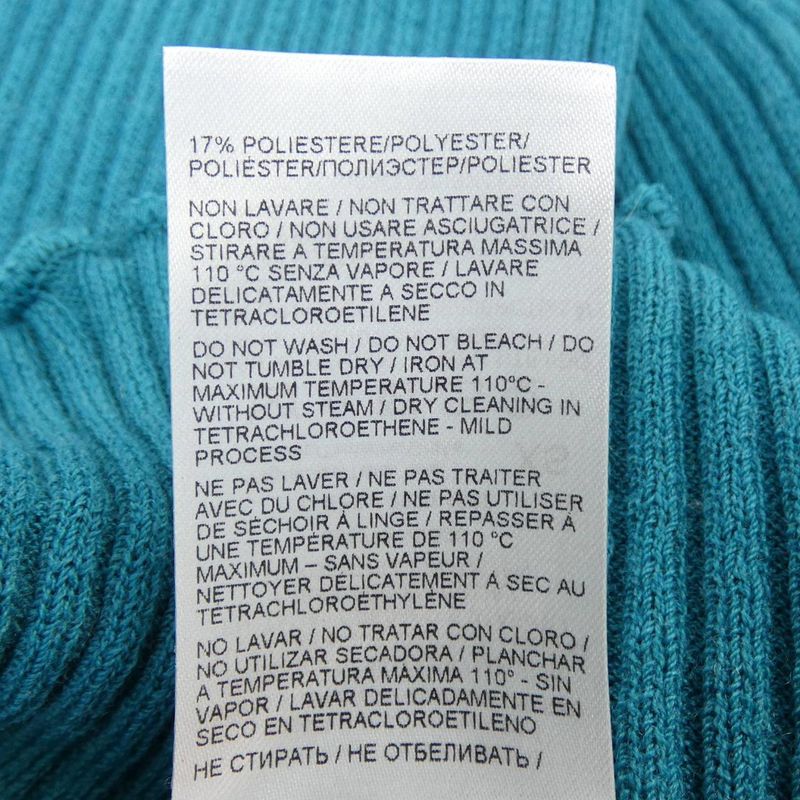 17% POLIESTERE/POLYESTER/
POLIÉSTER/ПОЛИЭСТЕР/POLIESTER
NON LAVARE / NON TRATTARE CON
CLORO / NON USARE ASCIUGATRICE /
STIRARE A TEMPERATURA MASSIMA
110 °C SENZA VAPORE / LAVARE
DELICATAMENTE A SECCO IN
TETRACLOROETILENE
DO NOT WASH / DO NOT BLEACH / DO
NOT TUMBLE DRY / IRON AT
MAXIMUM TEMPERATURE 110°C -
WITHOUT STEAM / DRY CLEANING IN
TETRACHLOROETHENE - MILD
PROCESS
NE PAS LAVER / NE PAS TRAITER
AVEC DU CHLORE / NE PAS UTILISER
DE SÉCHOIR À LINGE / REPASSER À
UNE TEMPÉRATURE DE 110 °C
MAXIMUM – SANS VAPEUR /
NETTOYER DÉLICATEMENT À SEC AU
TETRACHLOROÉTHYLÈNE
NO LAVAR / NO TRATAR CON CLORO /
NO UTILIZAR SECADORA / PLANCHAR
A TEMPERATURA MÁXIMA 110° - SIN
VAPOR / LAVAR DELICADAMENTE EN
SECO EN TETRACLOROETILENO
НЕ СТИРАТЬ / НЕ ОТБЕЛИВАТЬ /